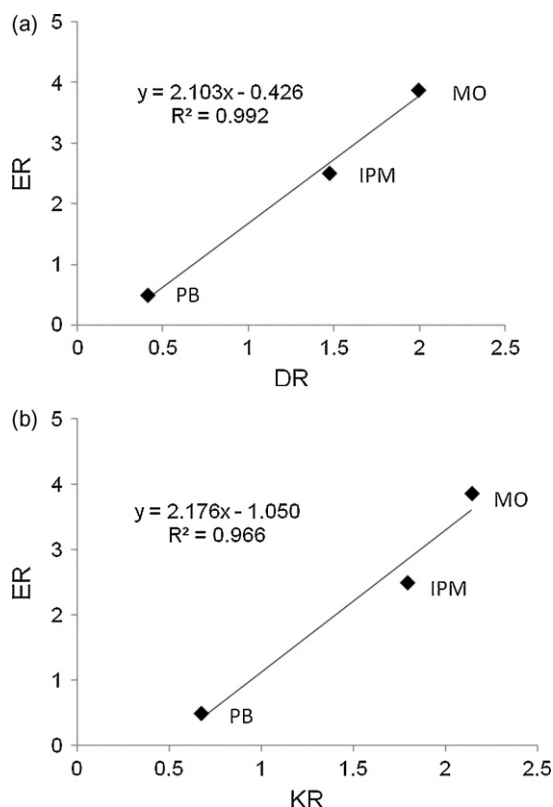 (a)
5
4
3
2
1
0
ER
y = 2.103x - 0.426
R² = 0.992
MO
IPM
PB
0 0.5 1 1.5 2 2.5
DR
(b)
5
4
3
2
1
0
ER
y = 2.176x - 1.050
R² = 0.966
MO
IPM
PB
0 0.5 1 1.5 2 2.5
KR